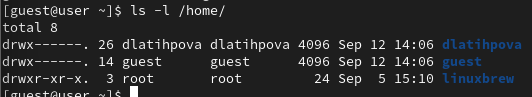 [guest@user ~]$ ls -l /home/
total 8
drwx------. 26 dlatihpova dlatihpova 4096 Sep 12 14:06 dlatihpova
drwx------. 14 guest      guest      4096 Sep 12 14:06 guest
drwxr-xr-x.  3 root       root         24 Sep  5 15:10 linuxbrew
[guest@user ~]$